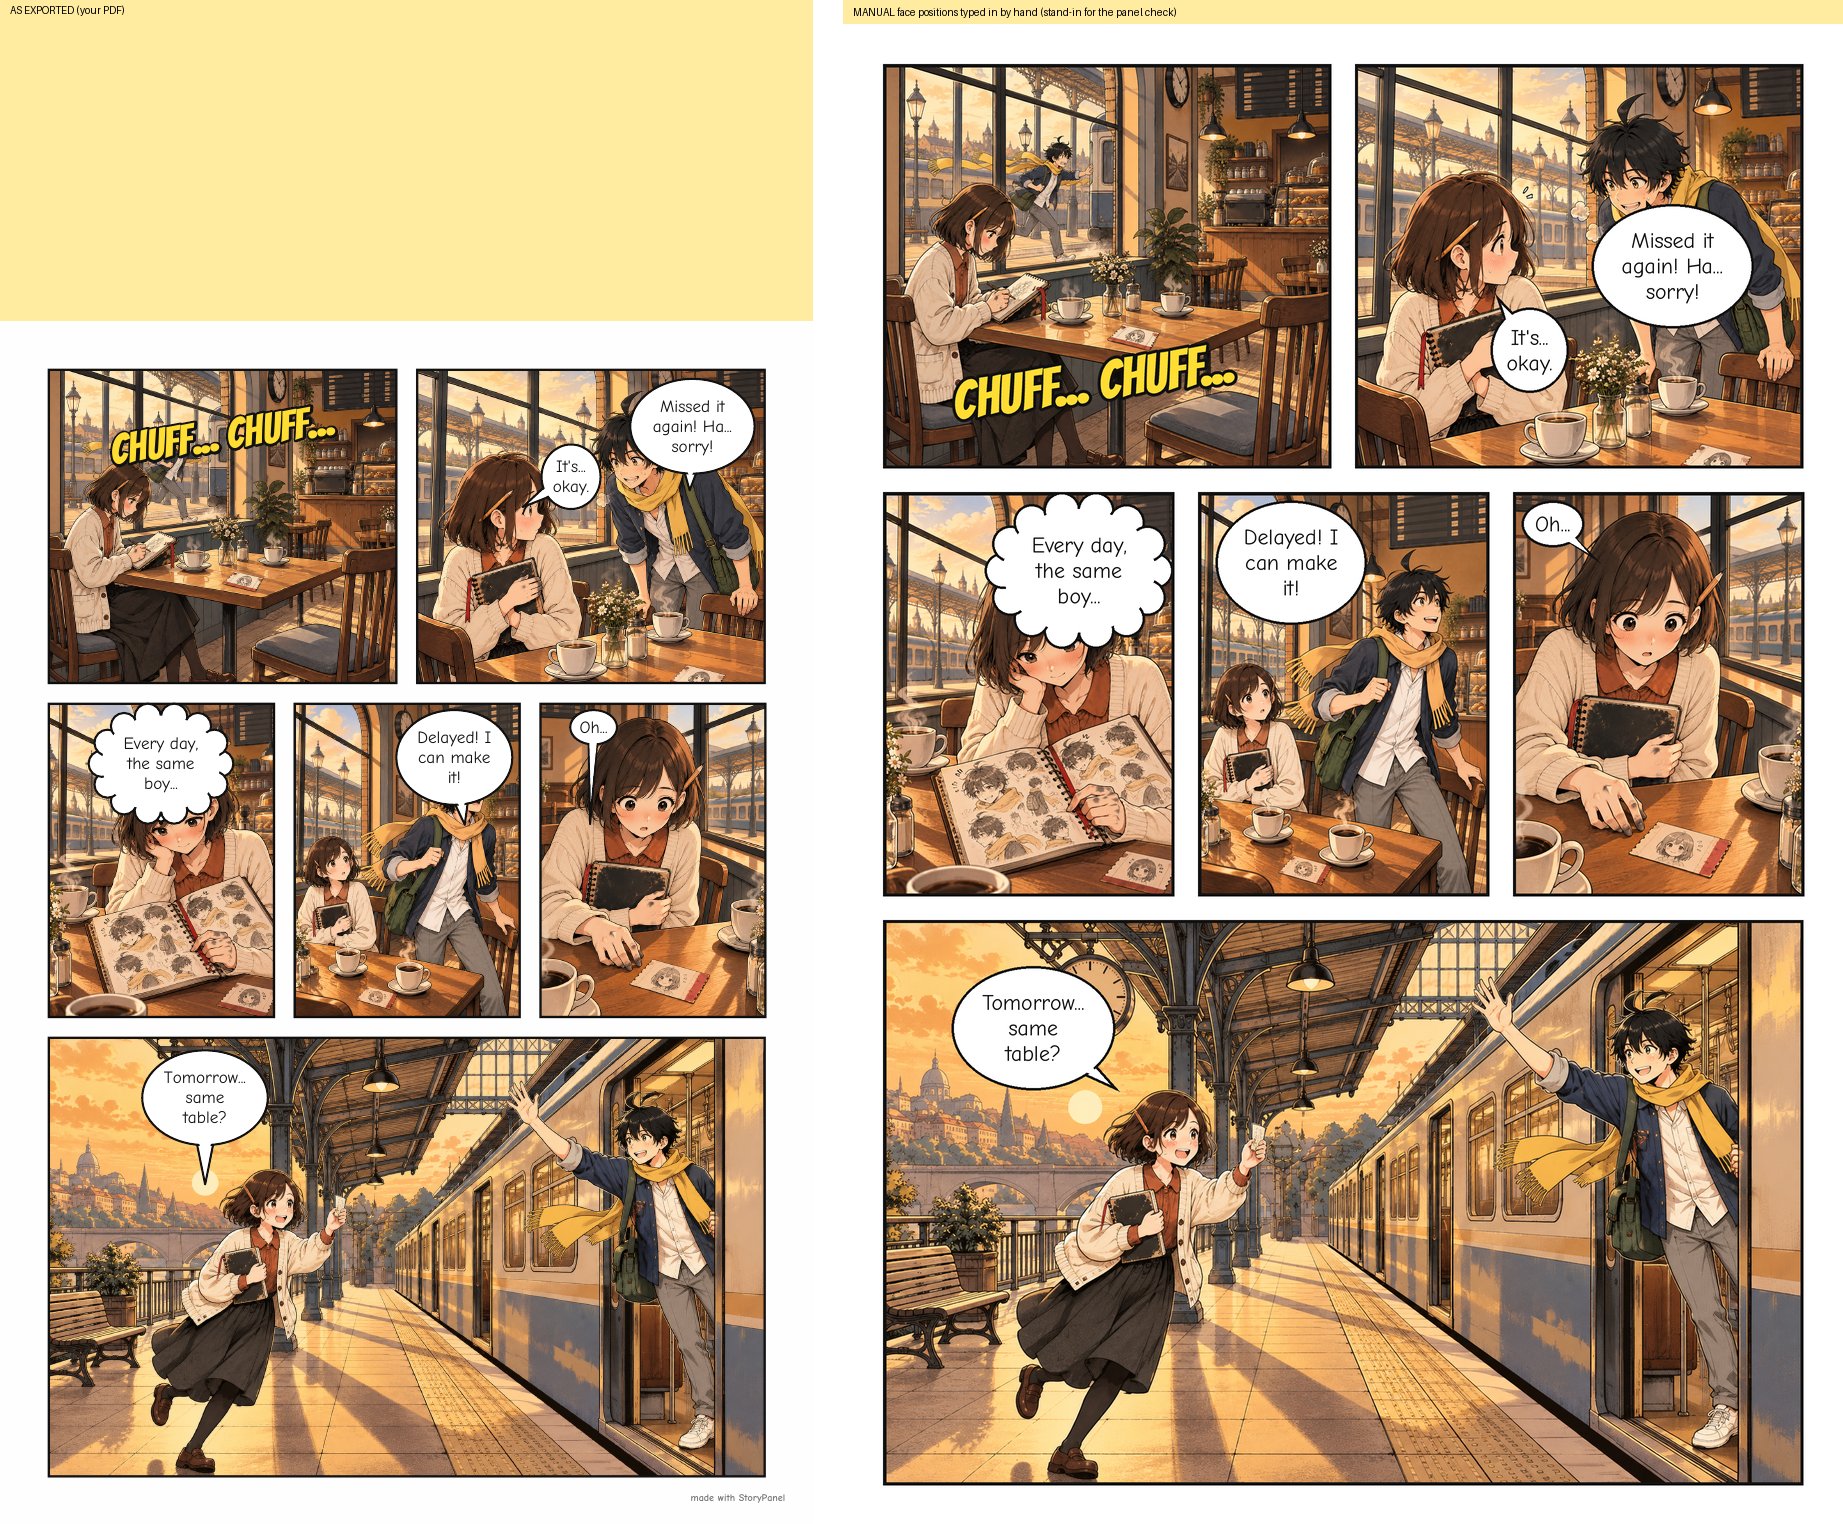 AS EXPORTED (your PDF)
CHUFF... CHUFF...
Missed it
again! Ha...
sorry!
It's...
okay.
Every day,
the same
boy...
Delayed! I
can make
it!
Oh...
Tomorrow...
same
table?
made with StoryPanel
MANUAL face positions typed in by hand (stand-in for the panel check)
CHUFF... CHUFF...
Missed it
again! Ha...
sorry!
It's...
okay.
Every day,
the same
boy...
Delayed! I
can make
it!
Oh...
Tomorrow...
same
table?